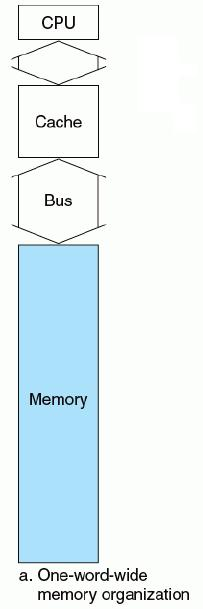 CPU
Cache
Bus
Memory
a. One-word-wide
memory organization